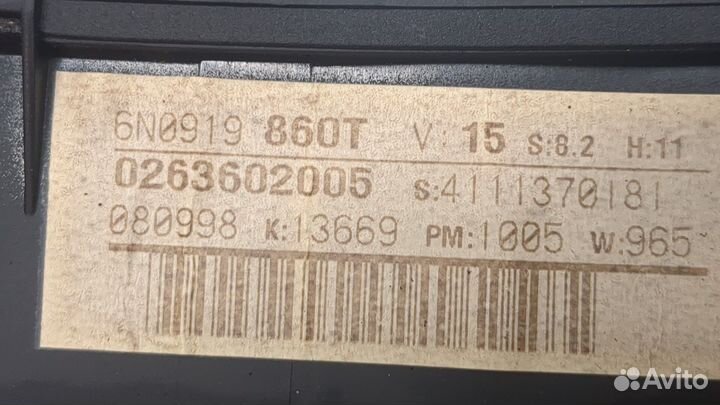 6N0919 860T V: 15 S:8.2 H:11
0263602005 S:4111370181
080998 K:13669 PM:1005 W:965
Avito